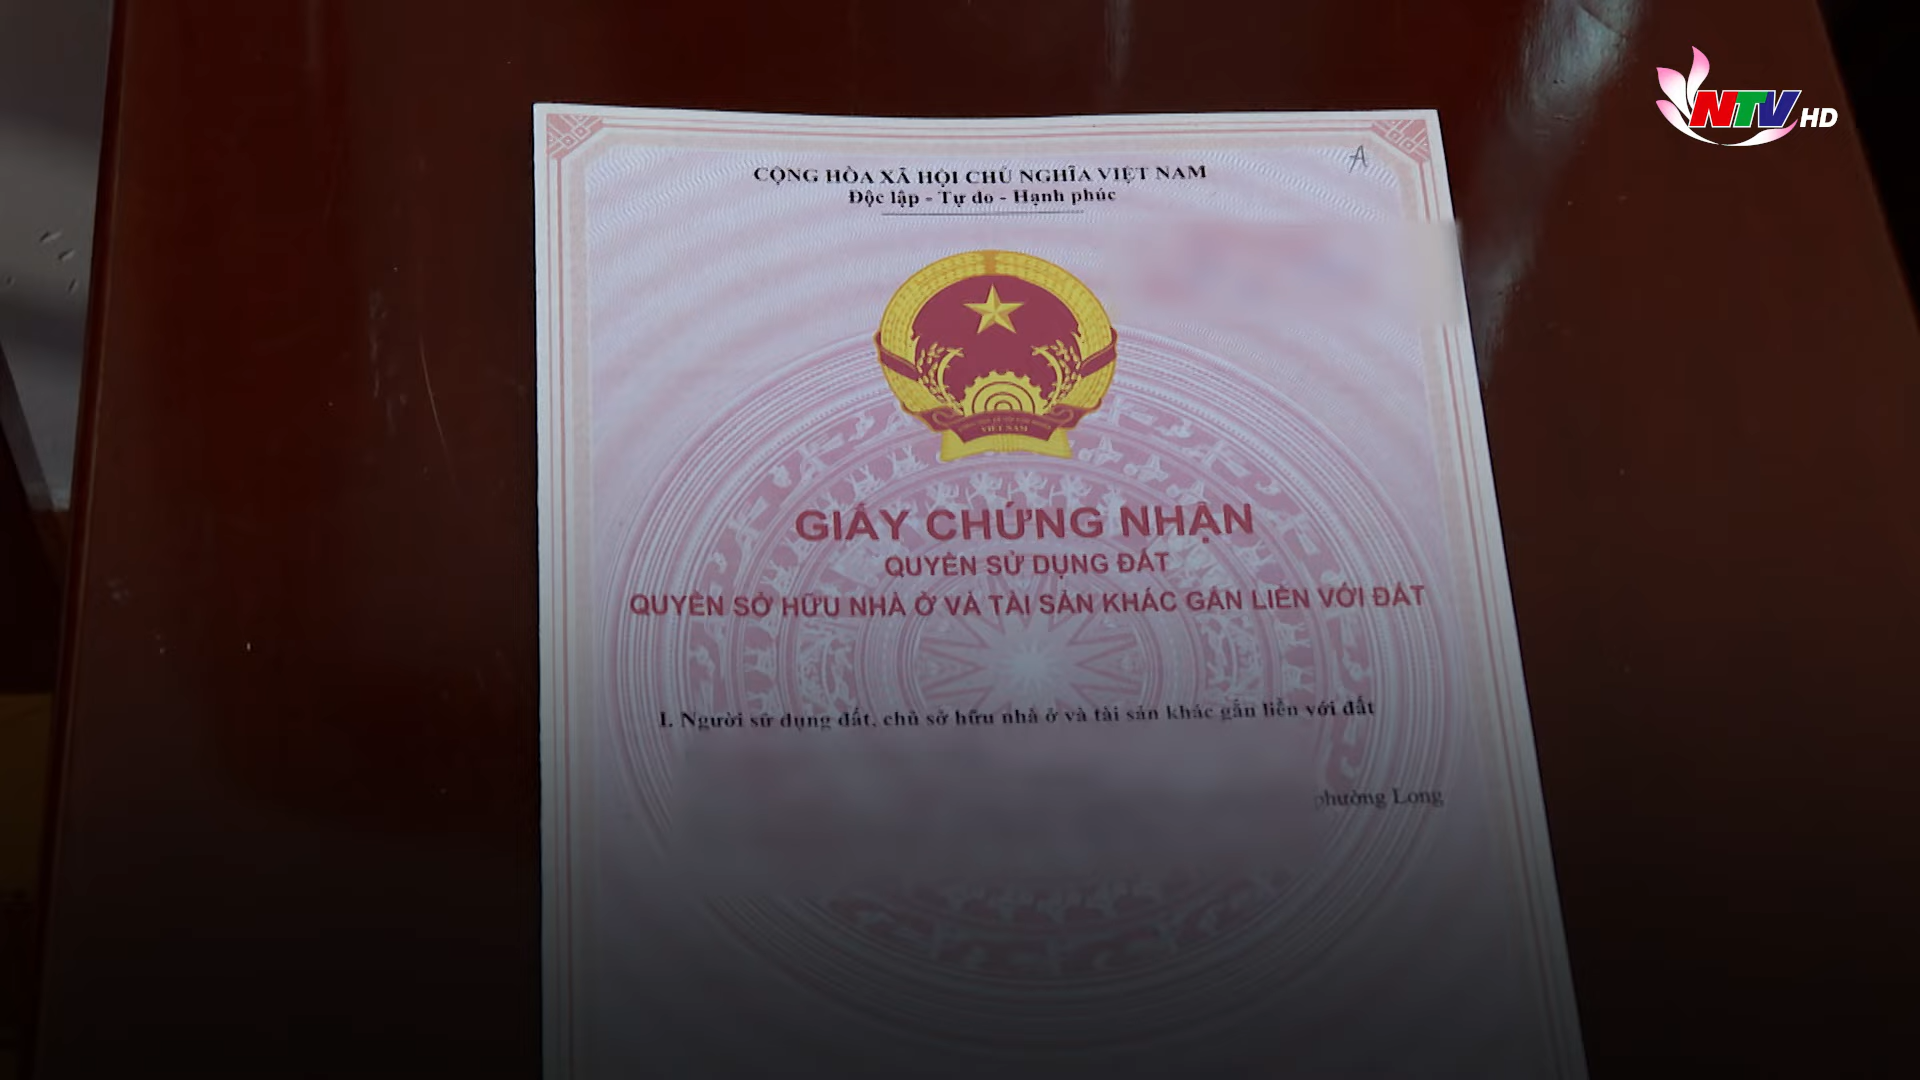 NTV HD
A
CỘNG HÒA XÃ HỘI CHỦ NGHĨA VIỆT NAM
Độc lập - Tự do - Hạnh phúc
VIỆT NAM
GIẤY CHỨNG NHẬN
QUYỀN SỬ DỤNG ĐẤT
QUYỀN SỞ HỮU NHÀ Ở VÀ TÀI SẢN KHÁC GẮN LIỀN VỚI ĐẤT
I. Người sử dụng đất, chủ sở hữu nhà ở và tài sản khác gắn liền với đất
phường Long